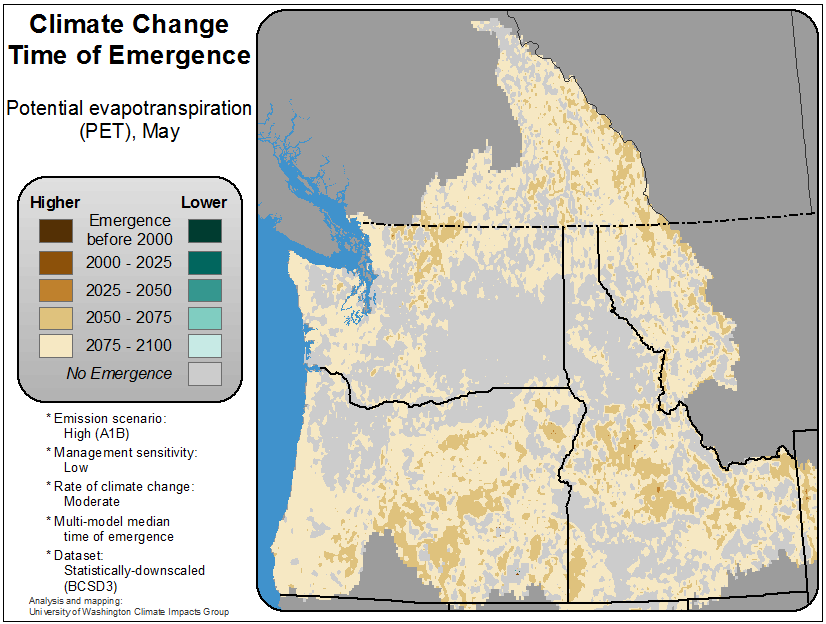 Climate Change
Time of Emergence
Potential evapotranspiration
(PET), May
Higher Lower
Emergence
before 2000
2000 - 2025
2025 - 2050
2050 - 2075
2075 - 2100
No Emergence
* Emission scenario:
High (A1B)
* Management sensitivity:
Low
* Rate of climate change:
Moderate
* Multi-model median
time of emergence
* Dataset:
Statistically-downscaled
(BCSD3)
Analysis and mapping:
University of Washington Climate Impacts Group